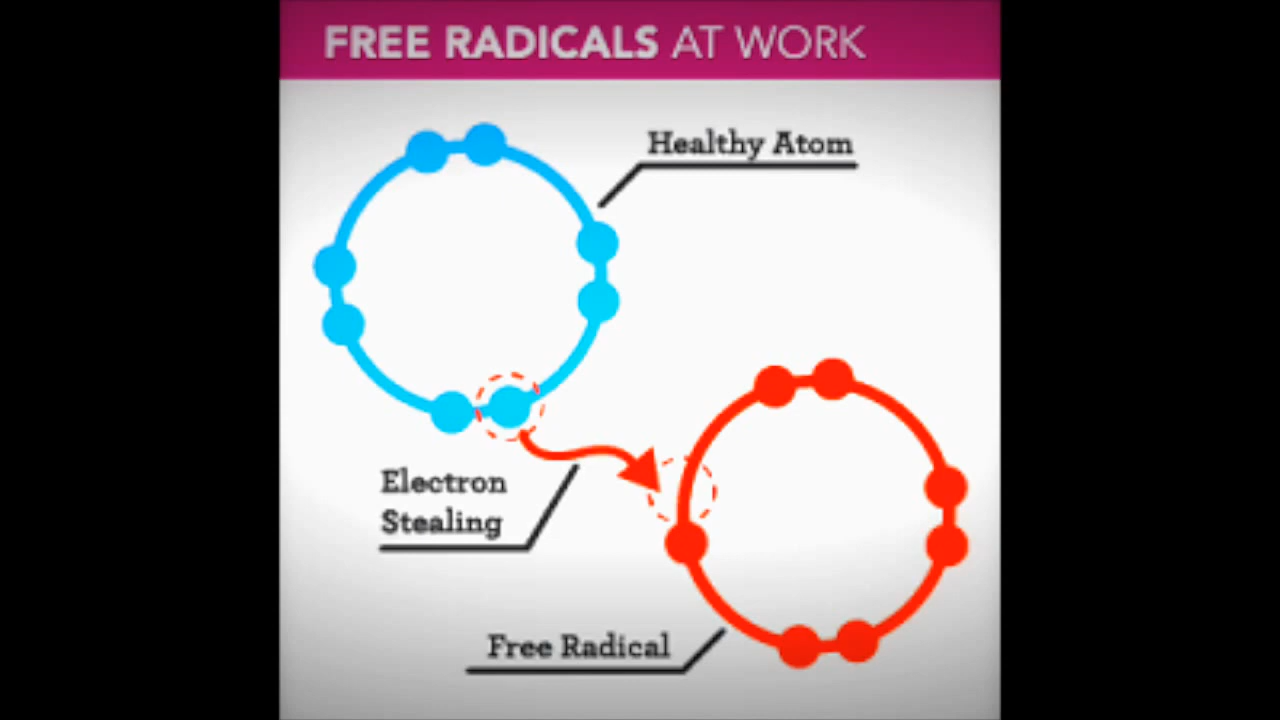 FREE RADICALS AT WORK
Healthy Atom
Electron
Stealing
Free Radical